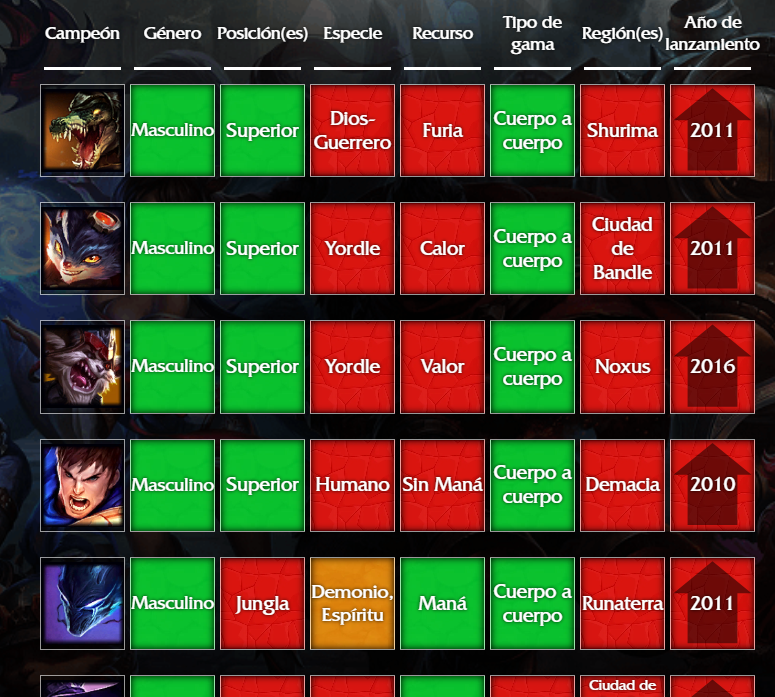 Campeón Género Posición(es) Especie Recurso Tipo de gama Región(es) Año de lanzamiento
Masculino Superior Dios-Guerrero Furia Cuerpo a cuerpo Shurima 2011
Masculino Superior Yordle Calor Cuerpo a cuerpo Ciudad de Bandle 2011
Masculino Superior Yordle Valor Cuerpo a cuerpo Noxus 2016
Masculino Superior Humano Sin Maná Cuerpo a cuerpo Demacia 2010
Masculino Jungla Demonio, Espíritu Maná Cuerpo a cuerpo Runaterra 2011
Ciudad de